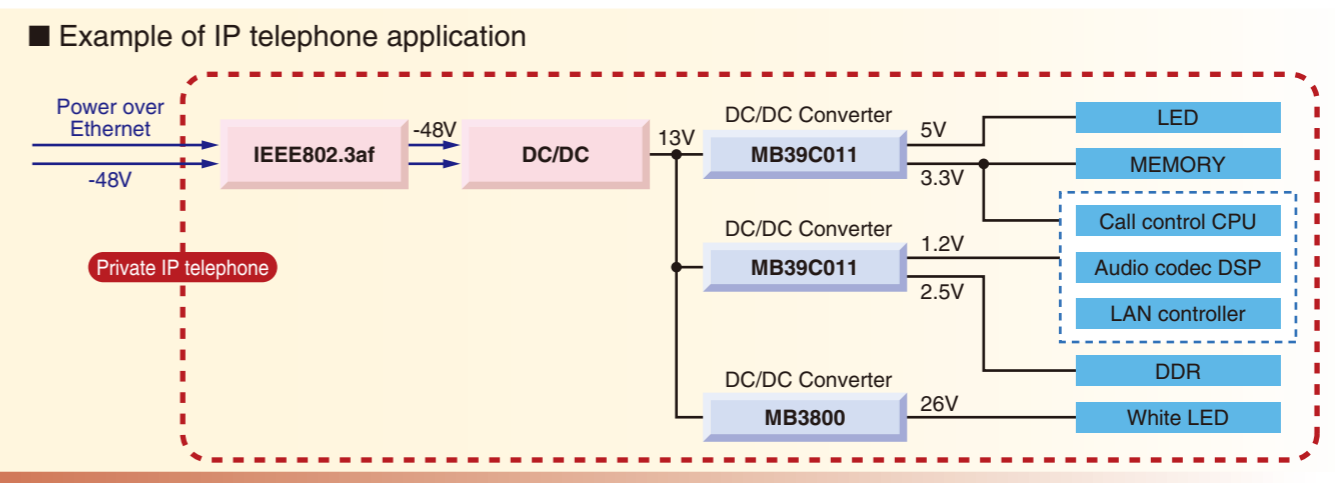 ■ Example of IP telephone application
Power over
Ethernet
-48V
Private IP telephone
IEEE802.3af
-48V
DC/DC
13V
DC/DC Converter
MB39C011
5V
3.3V
DC/DC Converter
MB39C011
1.2V
2.5V
DC/DC Converter
MB3800
26V
LED
MEMORY
Call control CPU
Audio codec DSP
LAN controller
DDR
White LED